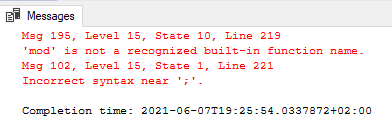 Messages
Msg 195, Level 15, State 10, Line 219
'mod' is not a recognized built-in function name.
Msg 102, Level 15, State 1, Line 221
Incorrect syntax near ';'.
Completion time: 2021-06-07T19:25:54.0337872+02:00